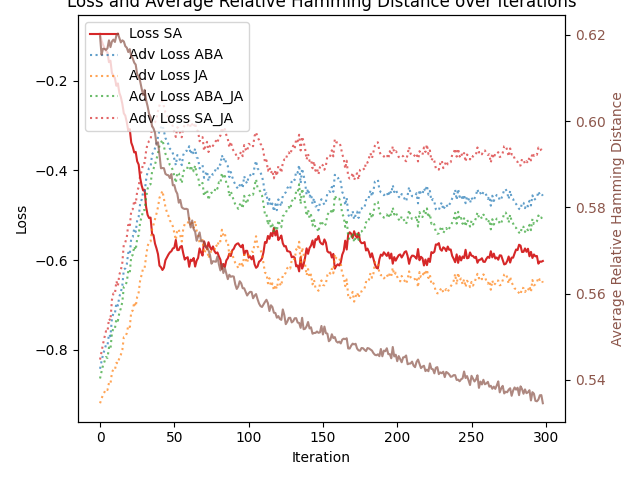 Loss and Average Relative Hamming Distance over Iterations
Loss SA
Adv Loss ABA
Adv Loss JA
Adv Loss ABA_JA
Adv Loss SA_JA
−0.2
−0.4
−0.6
−0.8
Loss
0 50 100 150 200 250 300
Iteration
0.62
0.60
0.58
0.56
0.54
Average Relative Hamming Distance